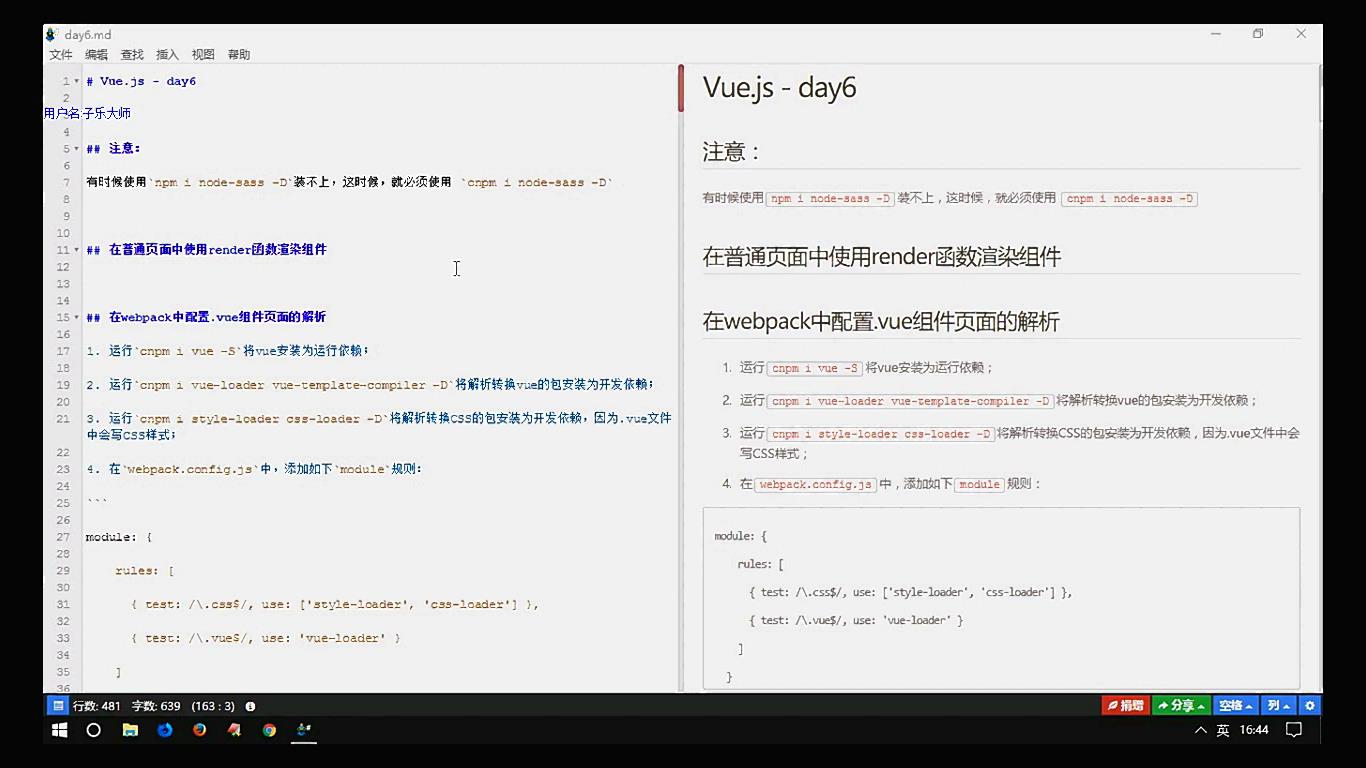 day6.md
文件 编辑 查找 插入 视图 帮助
1 # Vue.js - day6
2
用户名:子乐大师
4
5 ## 注意:
6
7 有时候使用`npm i node-sass -D`装不上,这时候,就必须使用 `cnpm i node-sass -D`
8
9
10
11 ## 在普通页面中使用render函数渲染组件
12
13
14
15 ## 在webpack中配置.vue组件页面的解析
16
17 1. 运行`cnpm i vue -S`将vue安装为运行依赖;
18
19 2. 运行`cnpm i vue-loader vue-template-compiler -D`将解析转换vue的包安装为开发依赖;
20
21 3. 运行`cnpm i style-loader css-loader -D`将解析转换CSS的包安装为开发依赖,因为.vue文件
中会写CSS样式;
22
23 4. 在`webpack.config.js`中,添加如下`module`规则:
24
25 ```
26
27 module: {
28
29 rules: [
30
31 { test: /\.css$/, use: ['style-loader', 'css-loader'] },
32
33 { test: /\.vue$/, use: 'vue-loader' }
34
35 ]
36
Vue.js - day6
注意:
有时候使用 npm i node-sass -D 装不上,这时候,就必须使用 cnpm i node-sass -D
在普通页面中使用render函数渲染组件
在webpack中配置.vue组件页面的解析
1. 运行 cnpm i vue -S 将vue安装为运行依赖;
2. 运行 cnpm i vue-loader vue-template-compiler -D 将解析转换vue的包安装为开发依赖;
3. 运行 cnpm i style-loader css-loader -D 将解析转换CSS的包安装为开发依赖,因为.vue文件中会
写CSS样式;
4. 在 webpack.config.js 中,添加如下 module 规则:
module: {
rules: [
{ test: /\.css$/, use: ['style-loader', 'css-loader'] },
{ test: /\.vue$/, use: 'vue-loader' }
]
}
行数: 481 字数: 639 (163 : 3)
捐赠 分享 空格 列
英 16:44